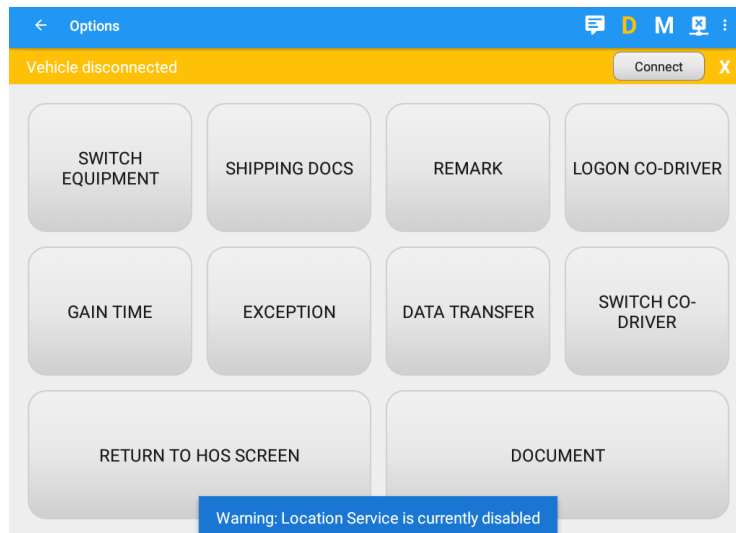 Options
D M
Vehicle disconnected
Connect
X
SWITCH
EQUIPMENT
SHIPPING DOCS
REMARK
LOGON CO-DRIVER
GAIN TIME
EXCEPTION
DATA TRANSFER
SWITCH CO-
DRIVER
RETURN TO HOS SCREEN
DOCUMENT
Warning: Location Service is currently disabled